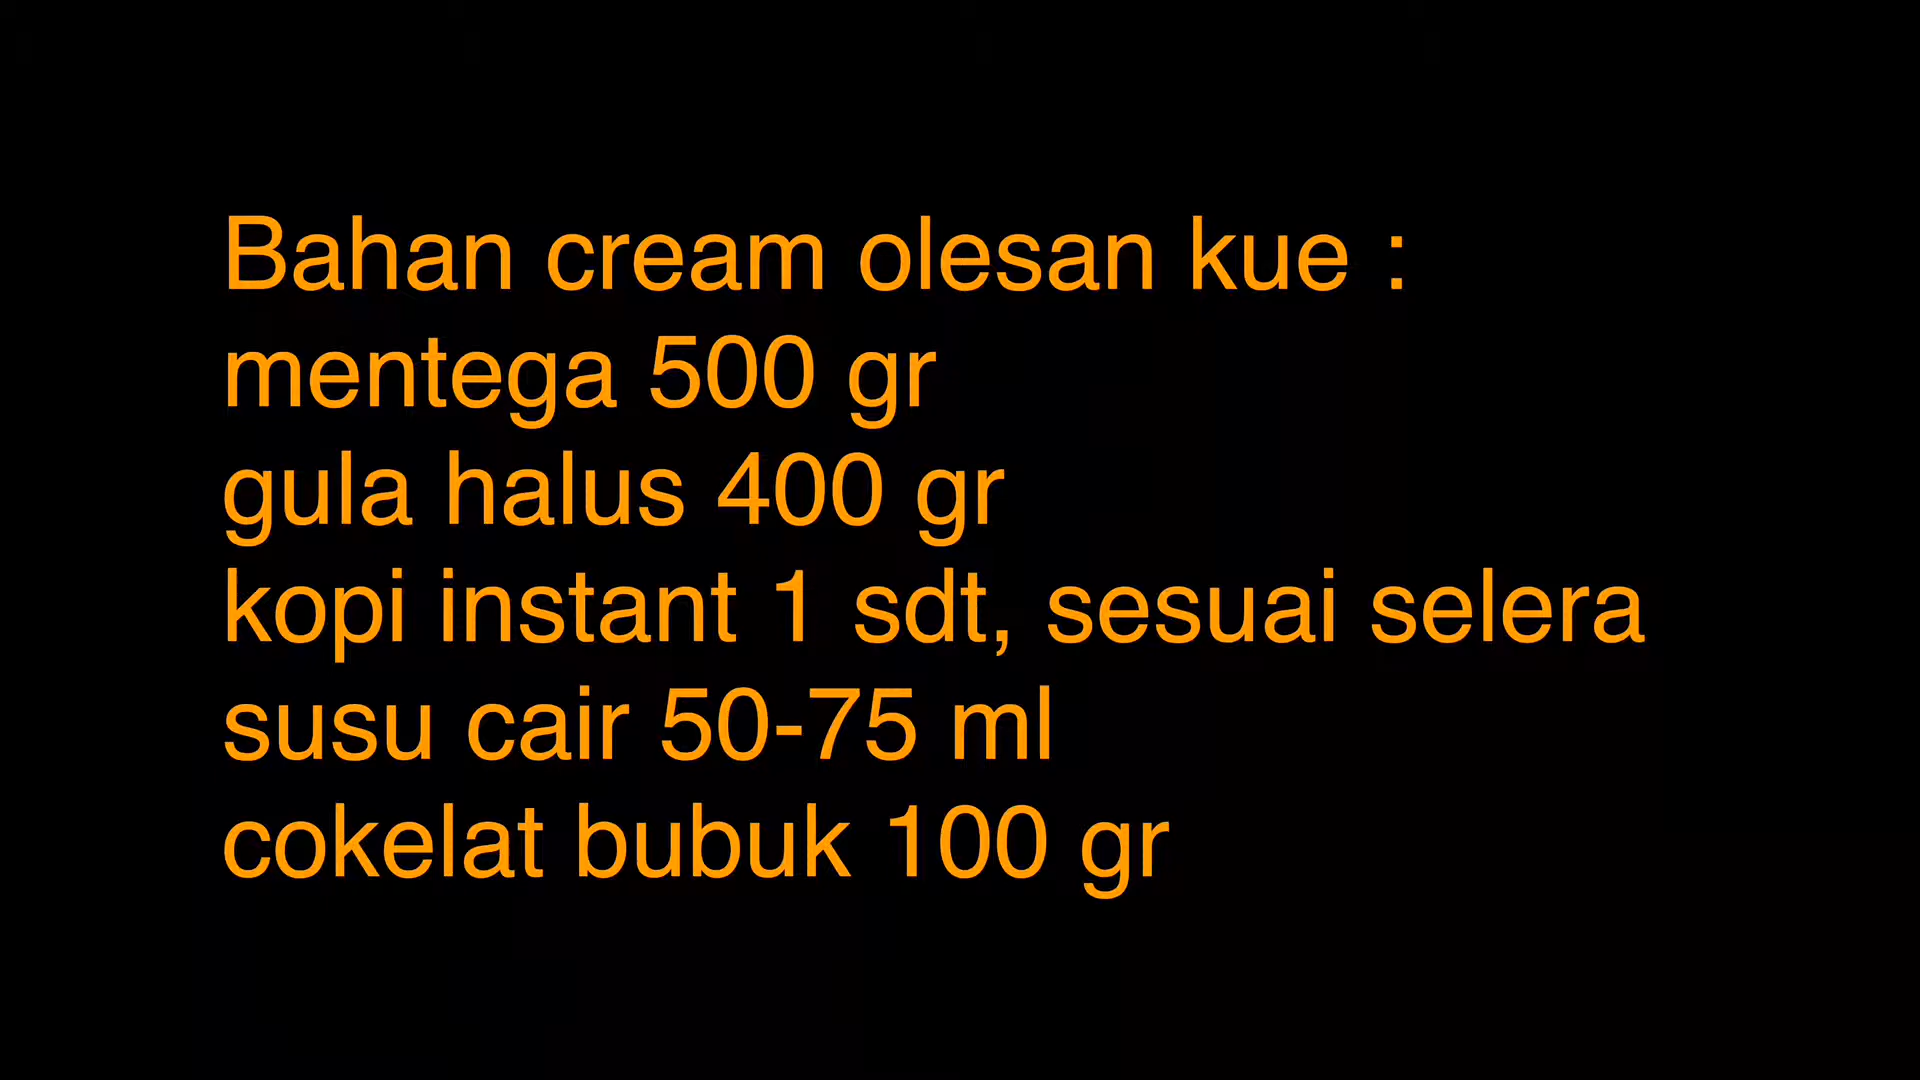 Bahan cream olesan kue :
mentega 500 gr
gula halus 400 gr
kopi instant 1 sdt, sesuai selera
susu cair 50-75 ml
cokelat bubuk 100 gr